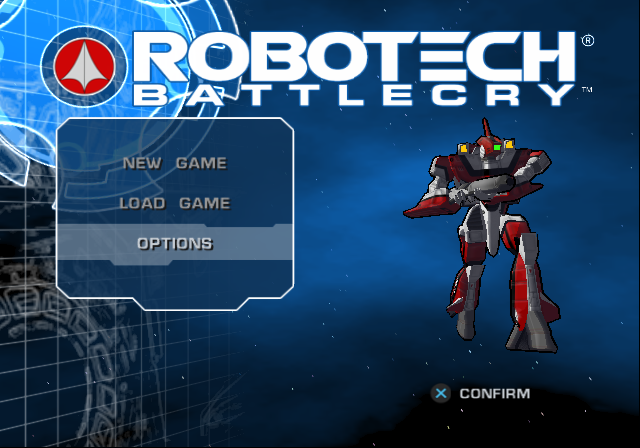 ROBOTECH®
BATTLECRY™
NEW GAME
LOAD GAME
OPTIONS
CONFIRM